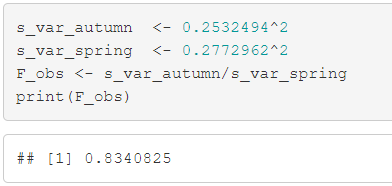 s_var_autumn  <- 0.2532494^2
s_var_spring  <- 0.2772962^2
F_obs <- s_var_autumn/s_var_spring
print(F_obs)
## [1] 0.8340825